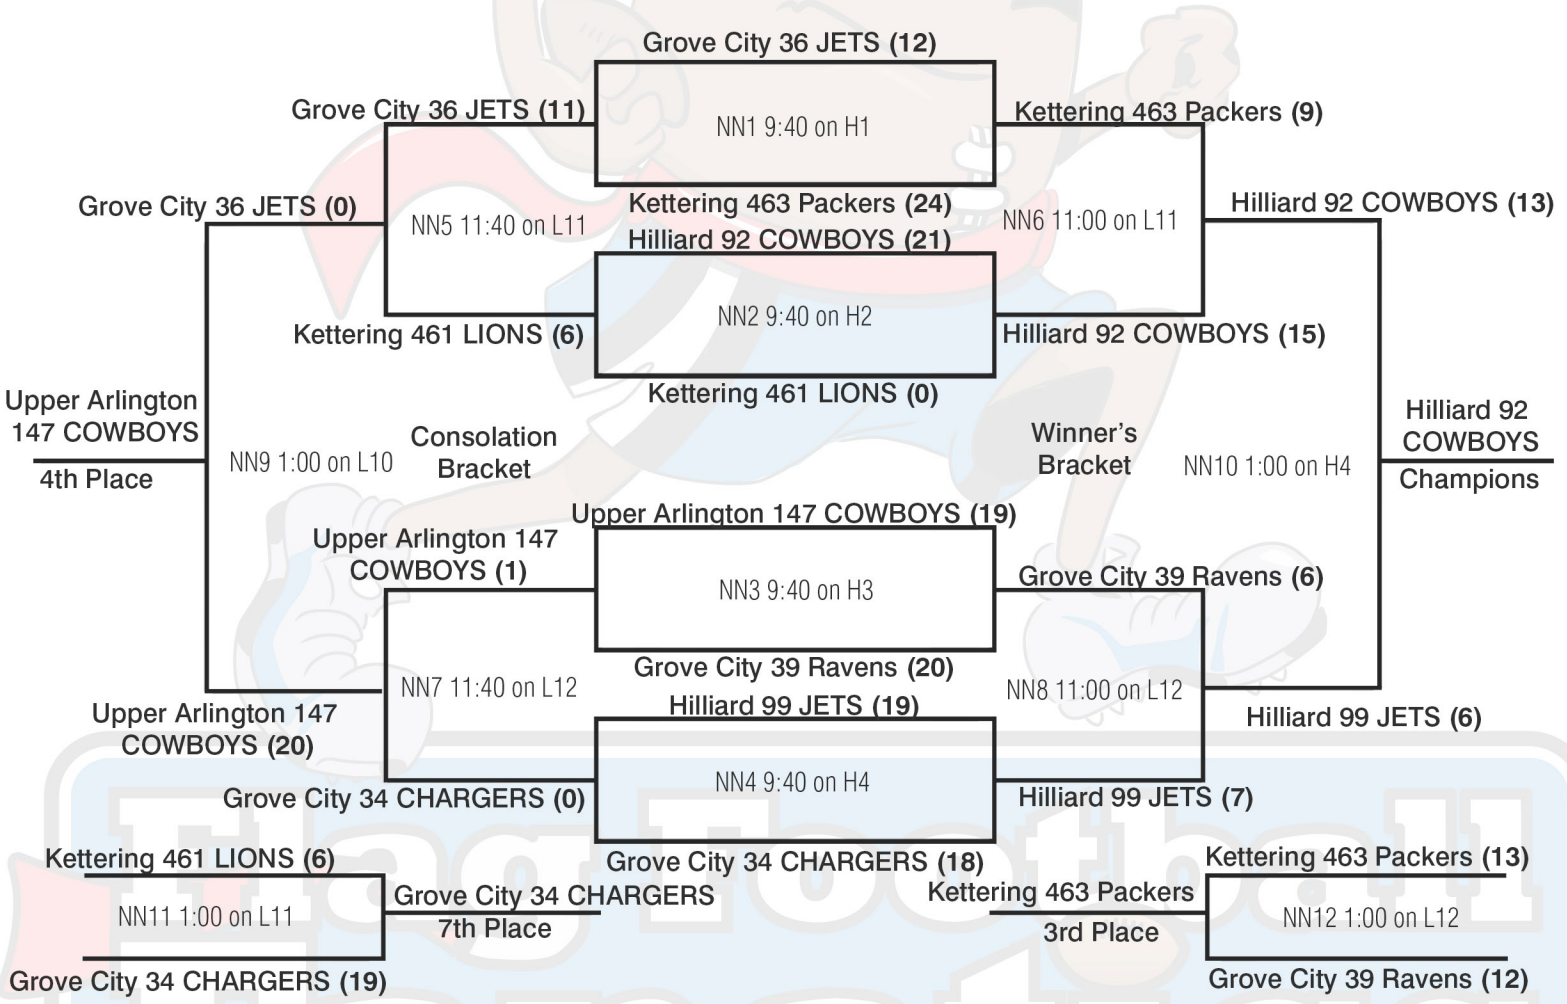 Grove City 36 JETS (12)
Grove City 36 JETS (11)
NN1 9:40 on H1
Kettering 463 Packers (9)
Grove City 36 JETS (0)
Kettering 463 Packers (24)
Hilliard 92 COWBOYS (13)
NN5 11:40 on L11
NN6 11:00 on L11
Hilliard 92 COWBOYS (21)
NN2 9:40 on H2
Kettering 461 LIONS (6)
Hilliard 92 COWBOYS (15)
Kettering 461 LIONS (0)
Upper Arlington
147 COWBOYS
4th Place
NN9 1:00 on L10
Consolation
Bracket
Winner's
Bracket
NN10 1:00 on H4
Hilliard 92
COWBOYS
Champions
Upper Arlington 147 COWBOYS (19)
Upper Arlington 147
COWBOYS (1)
NN3 9:40 on H3
Grove City 39 Ravens (6)
Grove City 39 Ravens (20)
NN7 11:40 on L12
NN8 11:00 on L12
Hilliard 99 JETS (19)
Upper Arlington 147
COWBOYS (20)
Hilliard 99 JETS (6)
NN4 9:40 on H4
Grove City 34 CHARGERS (0)
Hilliard 99 JETS (7)
Grove City 34 CHARGERS (18)
Kettering 461 LIONS (6)
NN11 1:00 on L11
Grove City 34 CHARGERS
7th Place
Grove City 34 CHARGERS (19)
Kettering 463 Packers (13)
Kettering 463 Packers
3rd Place
NN12 1:00 on L12
Grove City 39 Ravens (12)
Flag Football